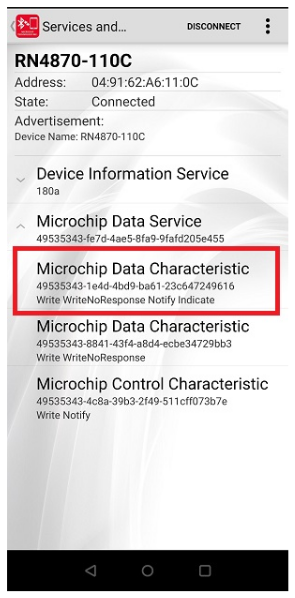 Services and...
DISCONNECT
RN4870-110C
Address: 04:91:62:A6:11:0C
State: Connected
Advertisement:
Device Name: RN4870-110C
Device Information Service
180a
Microchip Data Service
49535343-fe7d-4ae5-8fa9-9fafd205e455
Microchip Data Characteristic
49535343-1e4d-4bd9-ba61-23c647249616
Write WriteNoResponse Notify Indicate
Microchip Data Characteristic
49535343-8841-43f4-a8d4-ecbe34729bb3
Write WriteNoResponse
Microchip Control Characteristic
49535343-4c8a-39b3-2f49-511cff073b7e
Write Notify